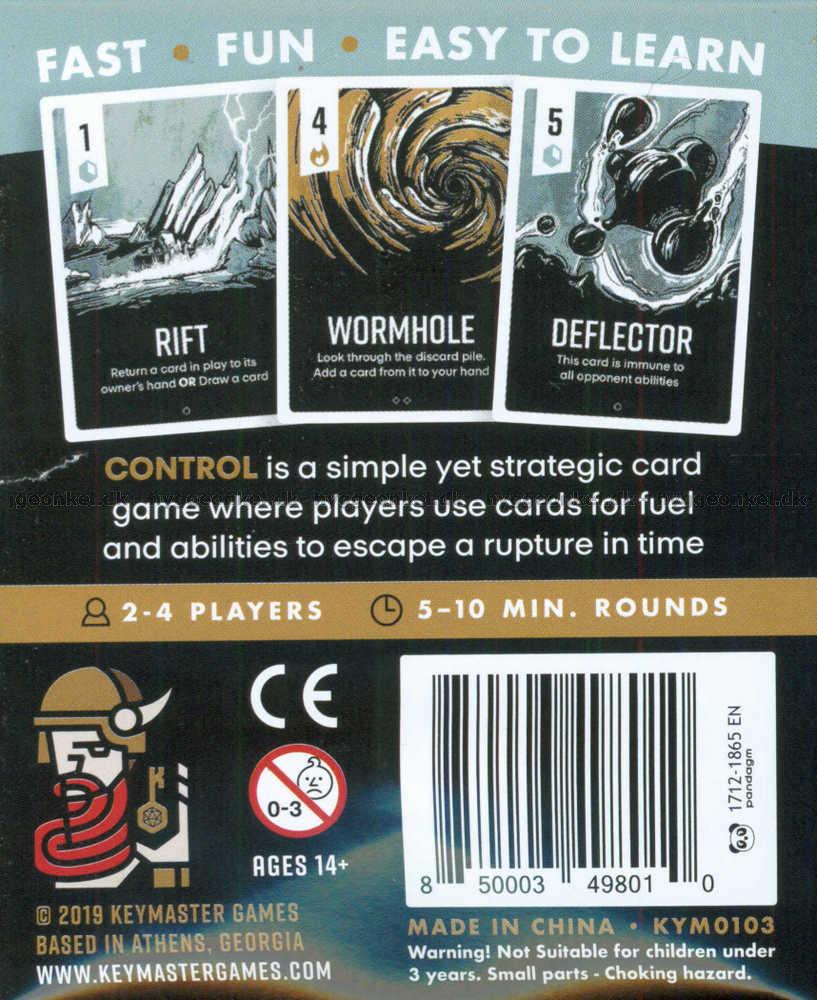 FAST • FUN • EASY TO LEARN
1
RIFT
Return a card in play to its
owner's hand OR Draw a card
4
WORMHOLE
Look through the discard pile.
Add a card from it to your hand
5
DEFLECTOR
This card is immune to
all opponent abilities
CONTROL is a simple yet strategic card
game where players use cards for fuel
and abilities to escape a rupture in time
2-4 PLAYERS
5–10 MIN. ROUNDS
K
CE
0-3
AGES 14+
1712-1865 EN
pandagm
8 50003 49801 0
© 2019 KEYMASTER GAMES
BASED IN ATHENS, GEORGIA
WWW.KEYMASTERGAMES.COM
MADE IN CHINA • KYM0103
Warning! Not Suitable for children under
3 years. Small parts - Choking hazard.